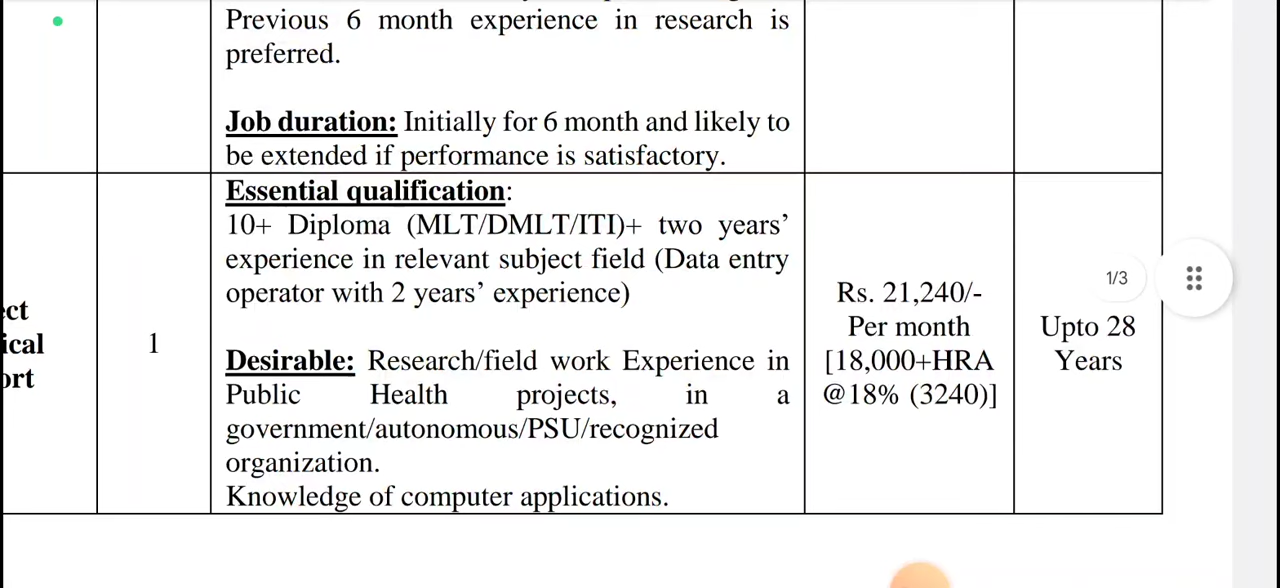 Previous 6 month experience in research is
preferred.
Job duration: Initially for 6 month and likely to
be extended if performance is satisfactory.
ect
ical
ort
1
Essential qualification:
10+ Diploma (MLT/DMLT/ITI)+ two years’
experience in relevant subject field (Data entry
operator with 2 years’ experience)
Desirable: Research/field work Experience in
Public Health projects, in a
government/autonomous/PSU/recognized
organization.
Knowledge of computer applications.
Rs. 21,240/-
Per month
[18,000+HRA
@18% (3240)]
Upto 28
Years
1/3